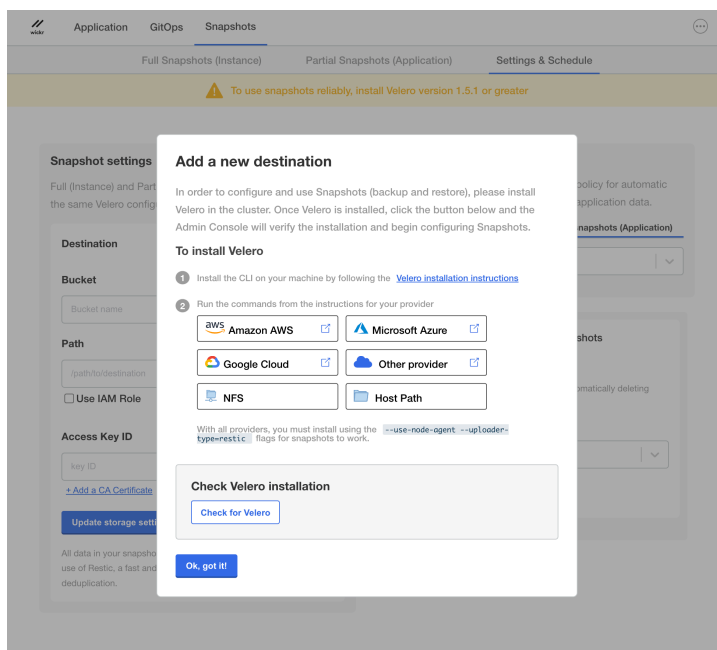 wickr
Application
GitOps
Snapshots
Full Snapshots (Instance)
Partial Snapshots (Application)
Settings & Schedule
To use snapshots reliably, install Velero version 1.5.1 or greater
Snapshot settings
Full (Instance) and Part
the same Velero config
Destination
Bucket
Bucket name
Path
/path/to/destination
Use IAM Role
Access Key ID
key ID
+ Add a CA Certificate
Update storage setti
All data in your snapsho
use of Restic, a fast and
deduplication.
Add a new destination
In order to configure and use Snapshots (backup and restore), please install
Velero in the cluster. Once Velero is installed, click the button below and the
Admin Console will verify the installation and begin configuring Snapshots.
To install Velero
1 Install the CLI on your machine by following the Velero installation instructions
2 Run the commands from the instructions for your provider
aws Amazon AWS
Microsoft Azure
Google Cloud
Other provider
NFS
Host Path
With all providers, you must install using the --use-node-agent --uploader-
type=restic flags for snapshots to work.
Check Velero installation
Check for Velero
Ok, got it!
policy for automatic
application data.
napshots (Application)
shots
omatically deleting